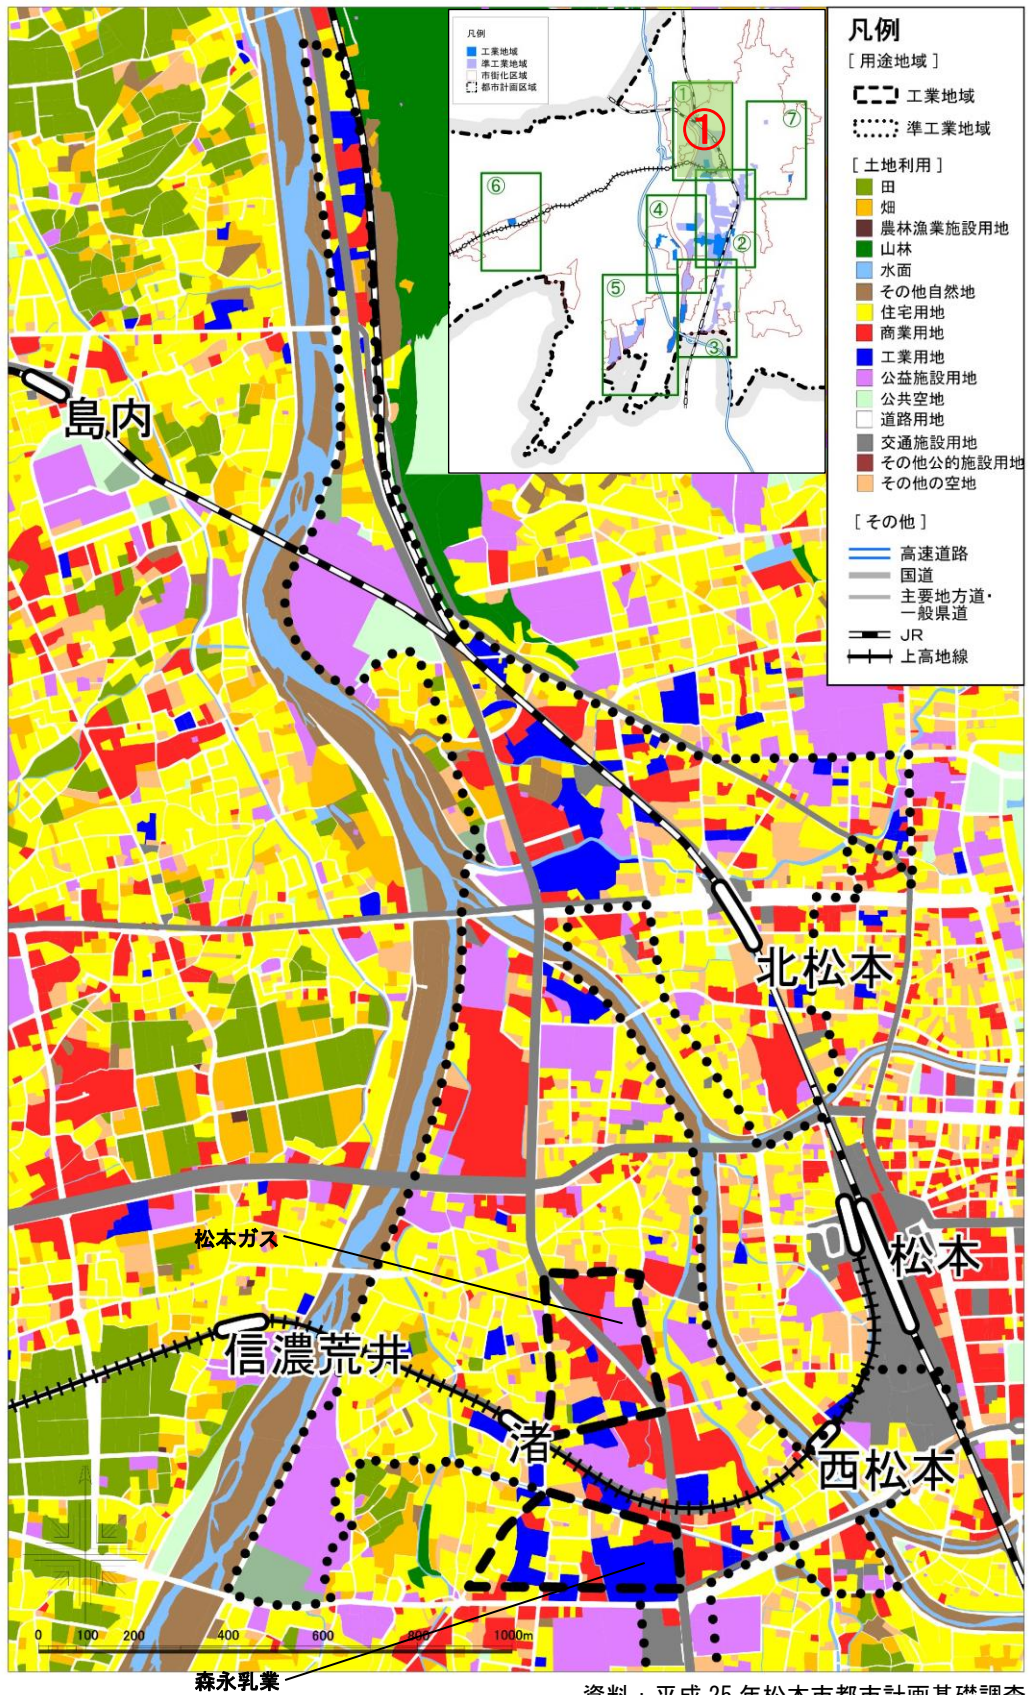 凡例
[ 用途地域 ]
工業地域
準工業地域
[ 土地利用 ]
田
畑
農林漁業施設用地
山林
水面
その他自然地
住宅用地
商業用地
工業用地
公益施設用地
公共空地
道路用地
交通施設用地
その他公的施設用地
その他の空地
[ その他 ]
高速道路
国道
主要地方道・
一般県道
JR
上高地線
凡例
工業地域
準工業地域
市街化区域
都市計画区域
①
①
⑦
⑥
④
②
⑤
③
島内
北松本
松本ガス
松本
信濃荒井
渚
西松本
0 100 200 400 600 800 1000m
森永乳業
資料：平成 25 年松本市都市計画基礎調査